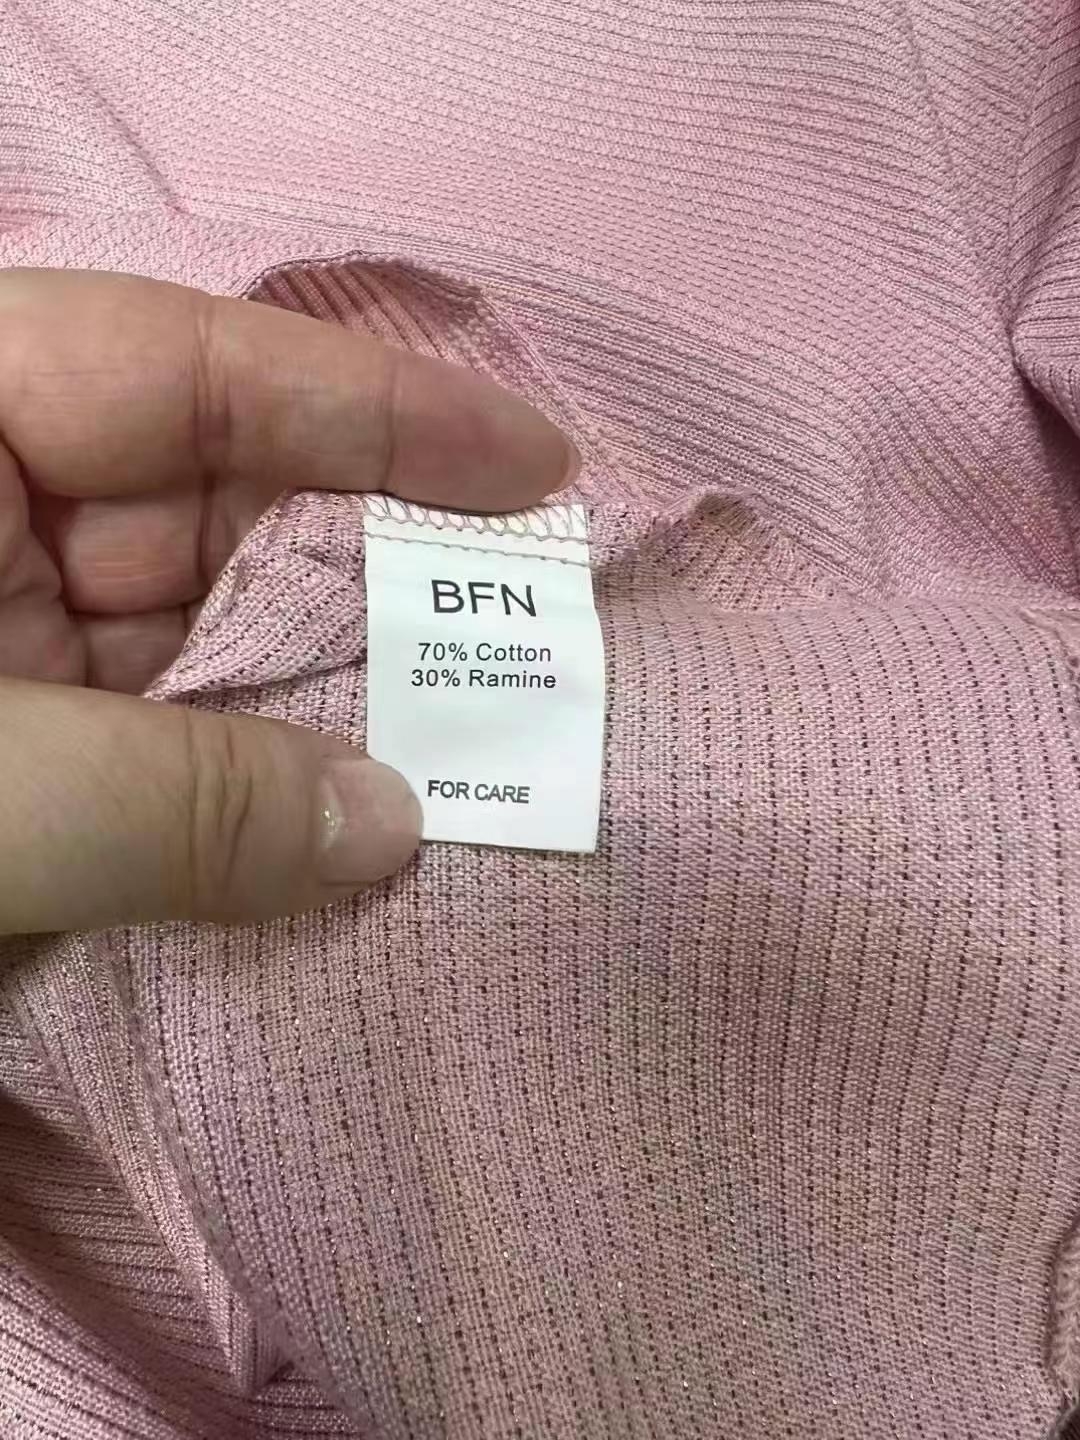 BFN
70% Cotton
30% Ramine
FOR CARE